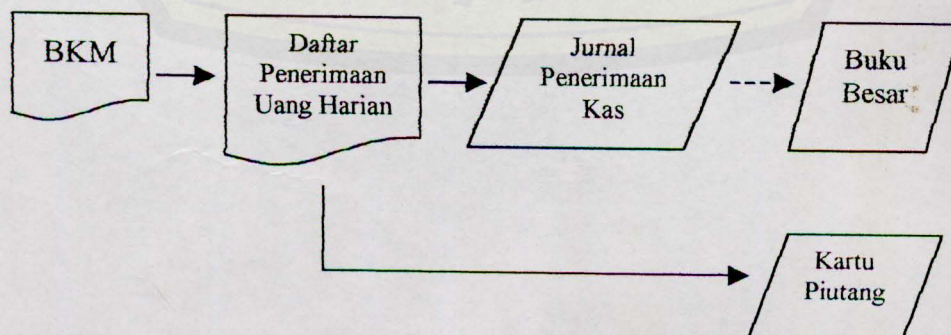 BKM
Daftar
Penerimaan
Uang Harian
Jurnal
Penerimaan
Kas
Buku
Besar
Kartu
Piutang